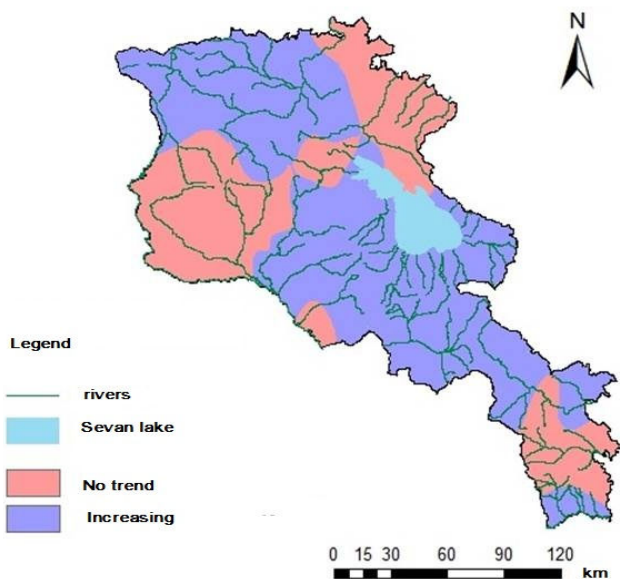 N
Legend
rivers
Sevan lake
No trend
Increasing
0 15 30 60 90 120
km